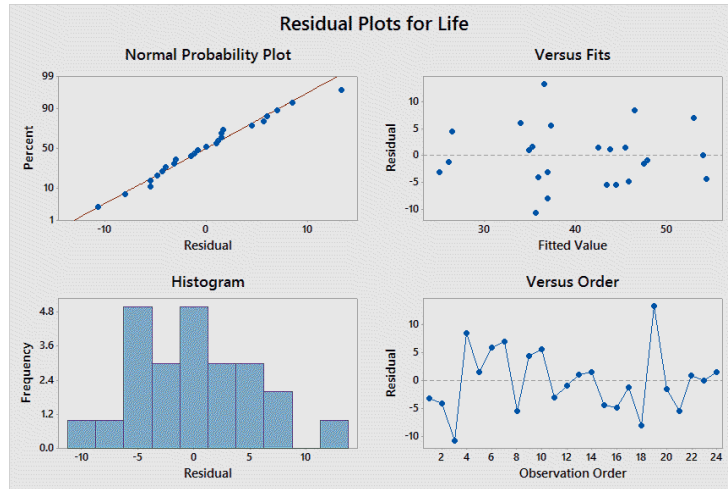 Residual Plots for Life
Normal Probability Plot
99
90
50
10
1
Percent
-10 0 10
Residual
Versus Fits
10
5
0
-5
-10
Residual
30 40 50
Fitted Value
Histogram
4.8
3.6
2.4
1.2
0.0
Frequency
-10 -5 0 5 10
Residual
Versus Order
10
5
0
-5
-10
Residual
2 4 6 8 10 12 14 16 18 20 22 24
Observation Order